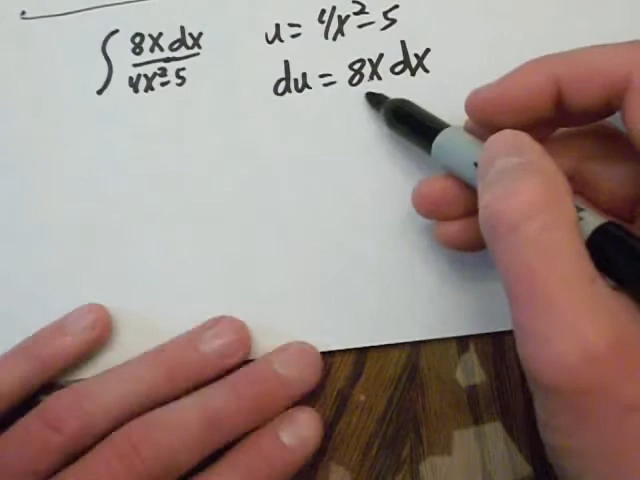 ∫ 8x dx / 4x²-5
u = 4x²-5
du = 8x dx